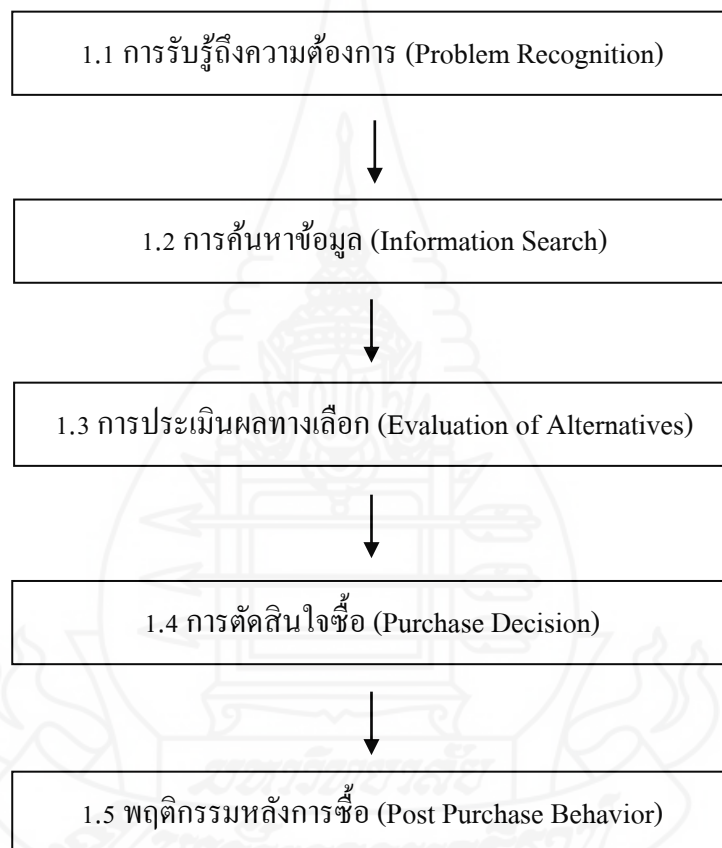 1.1 การรับรู้ถึงความต้องการ (Problem Recognition)
1.2 การค้นหาข้อมูล (Information Search)
1.3 การประเมินผลทางเลือก (Evaluation of Alternatives)
1.4 การตัดสินใจซื้อ (Purchase Decision)
1.5 พฤติกรรมหลังการซื้อ (Post Purchase Behavior)